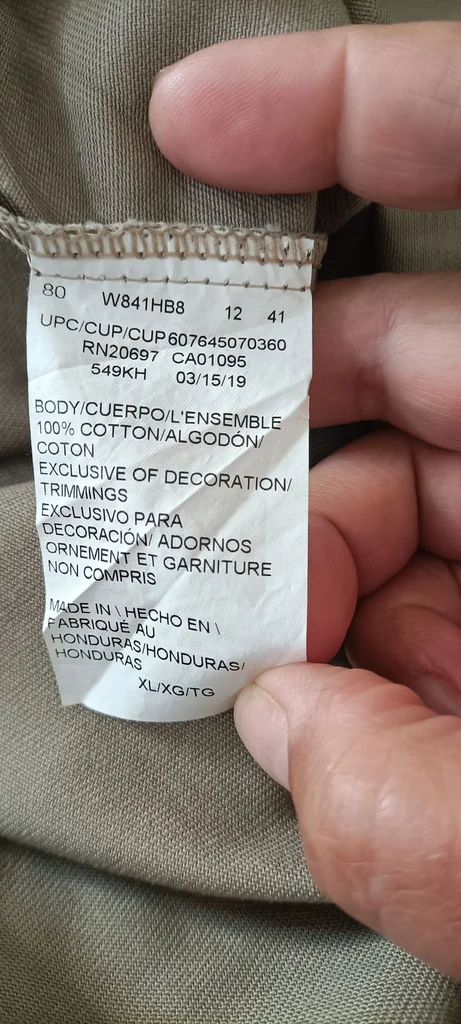 80 W841HB8 12 41
UPC/CUP/CUP607645070360
RN20697 CA01095
549KH 03/15/19
BODY/CUERPO/L'ENSEMBLE
100% COTTON/ALGODÓN/
COTON
EXCLUSIVE OF DECORATION/
TRIMMINGS
EXCLUSIVO PARA
DECORACIÓN/ ADORNOS
ORNEMENT ET GARNITURE
NON COMPRIS
MADE IN \ HECHO EN \
FABRIQUÉ AU
HONDURAS/HONDURAS/
HONDURAS
XL/XG/TG